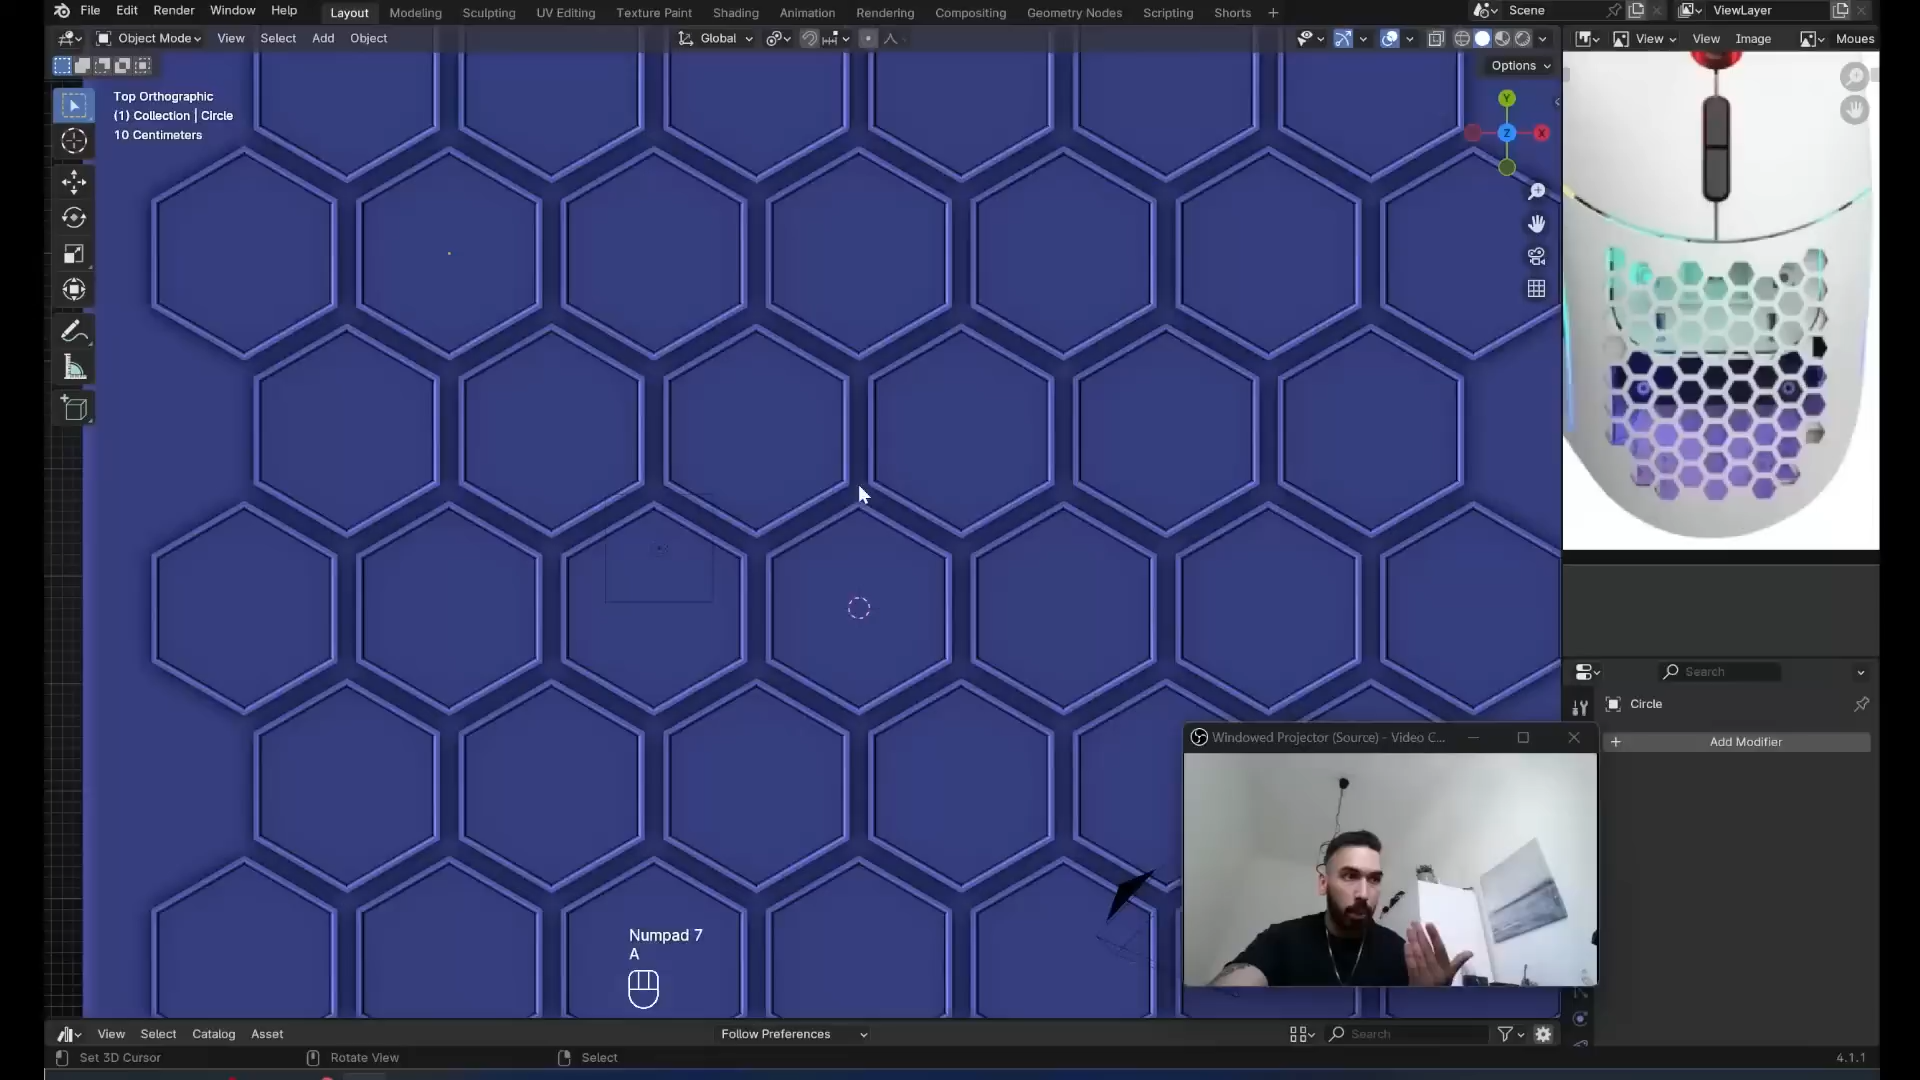 File Edit Render Window Help Layout Modeling Sculpting UV Editing Texture Paint Shading Animation Rendering Compositing Geometry Nodes Scripting Shorts + Scene ViewLayer
Object Mode View Select Add Object Global View View Image Moues
Options
Top Orthographic
(1) Collection | Circle
10 Centimeters
Y
Z
X
Search
Circle
Add Modifier
Windowed Projector (Source) - Video C...
Numpad 7
A
View Select Catalog Asset Follow Preferences Search
Set 3D Cursor Rotate View Select 4.1.1